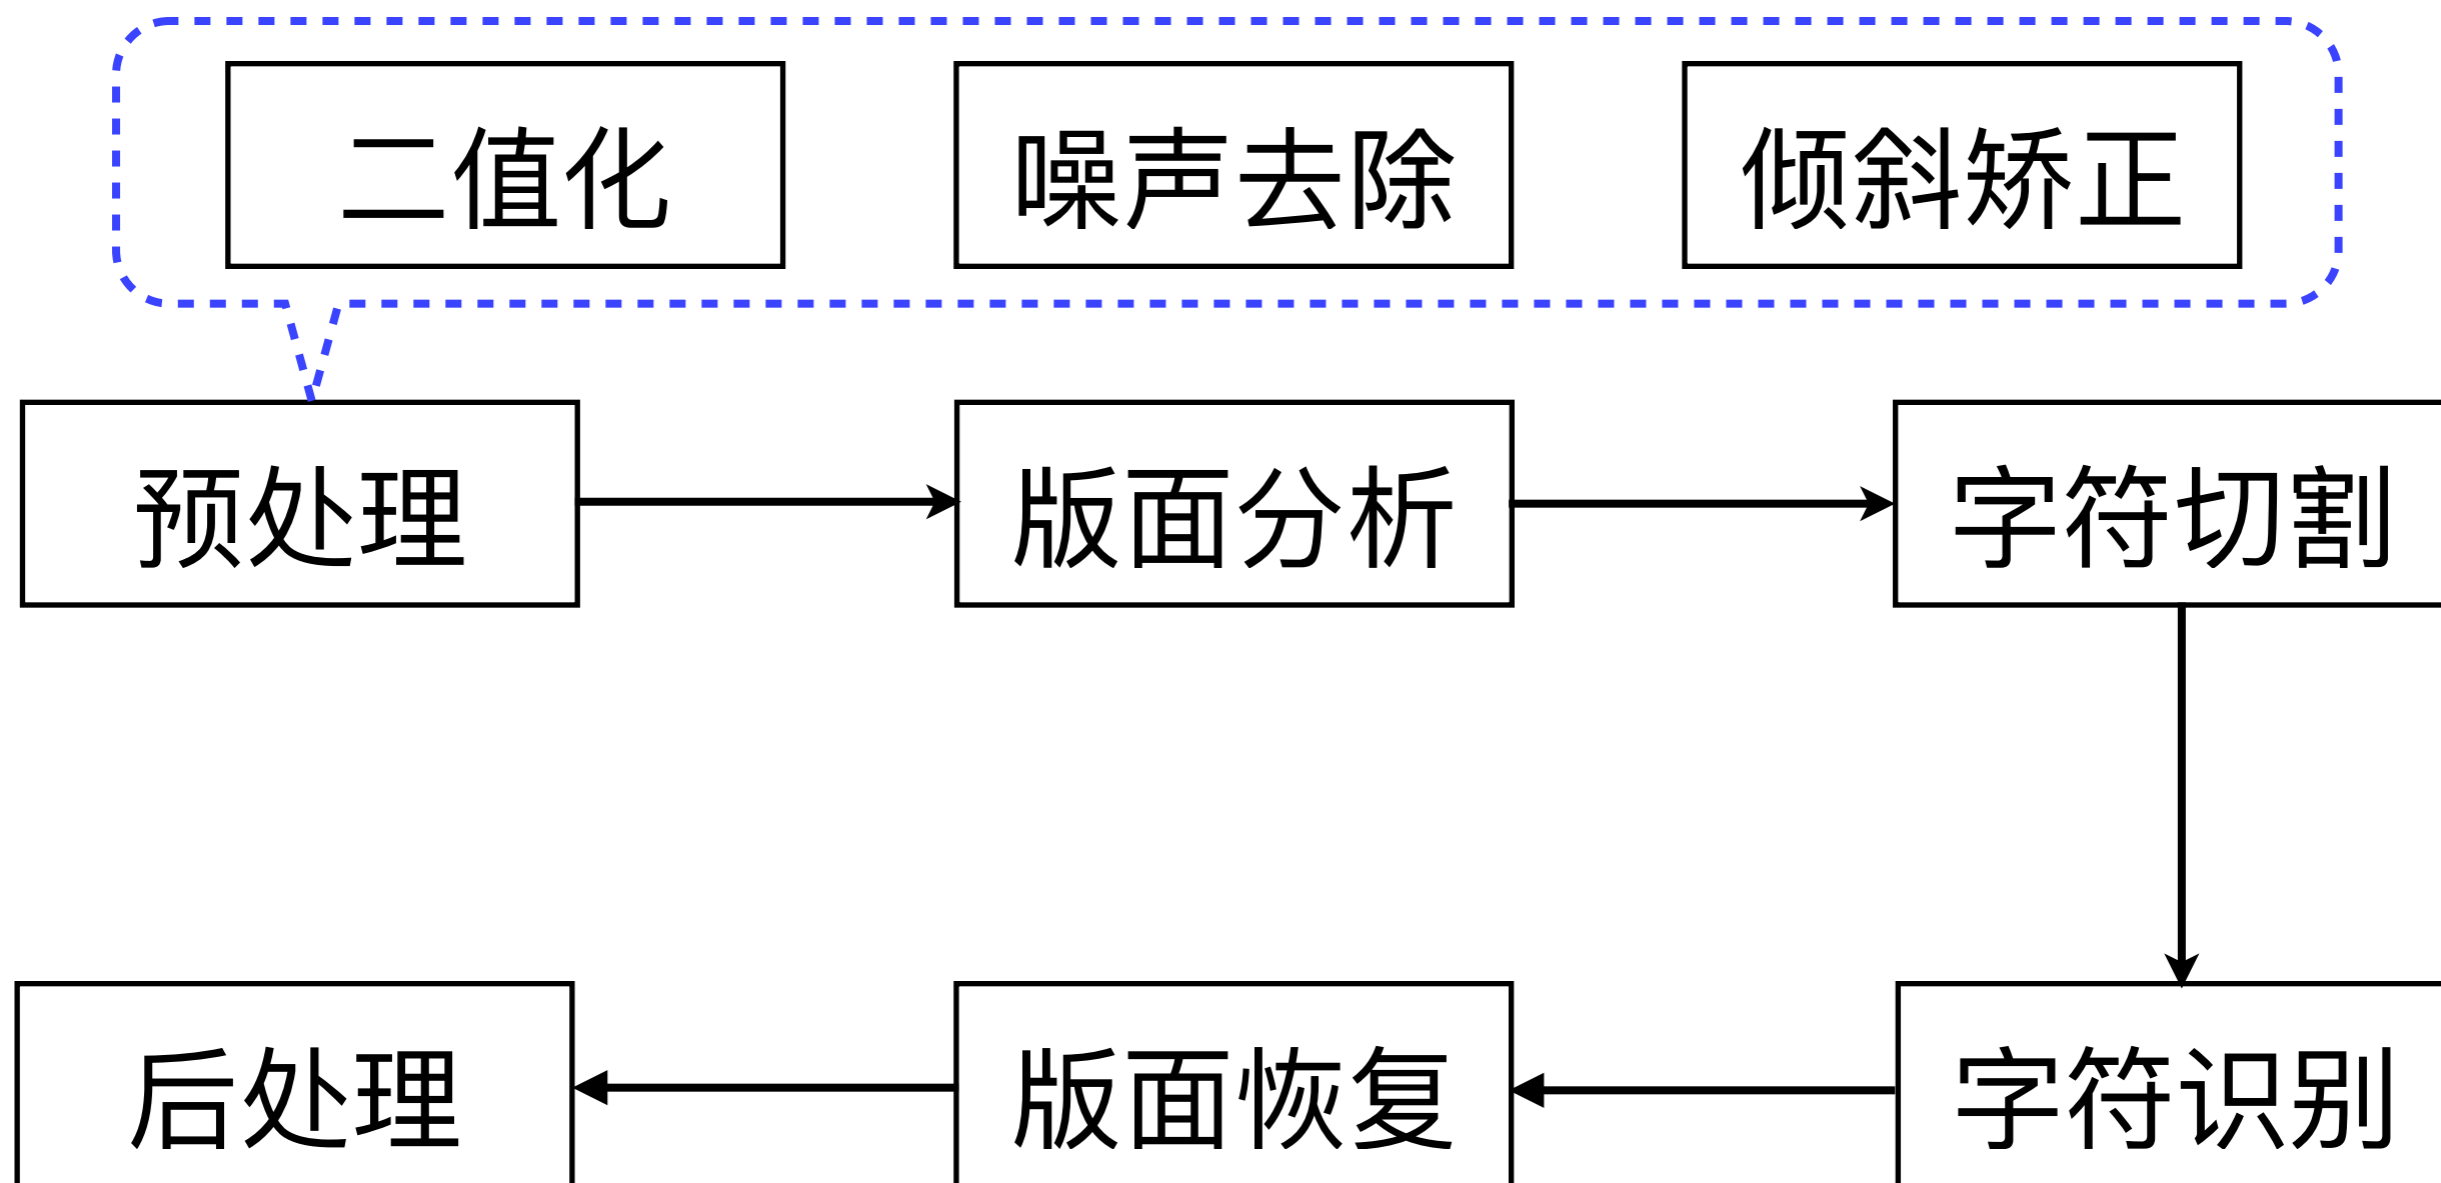 二值化
噪声去除
倾斜矫正
预处理
版面分析
字符切割
后处理
版面恢复
字符识别